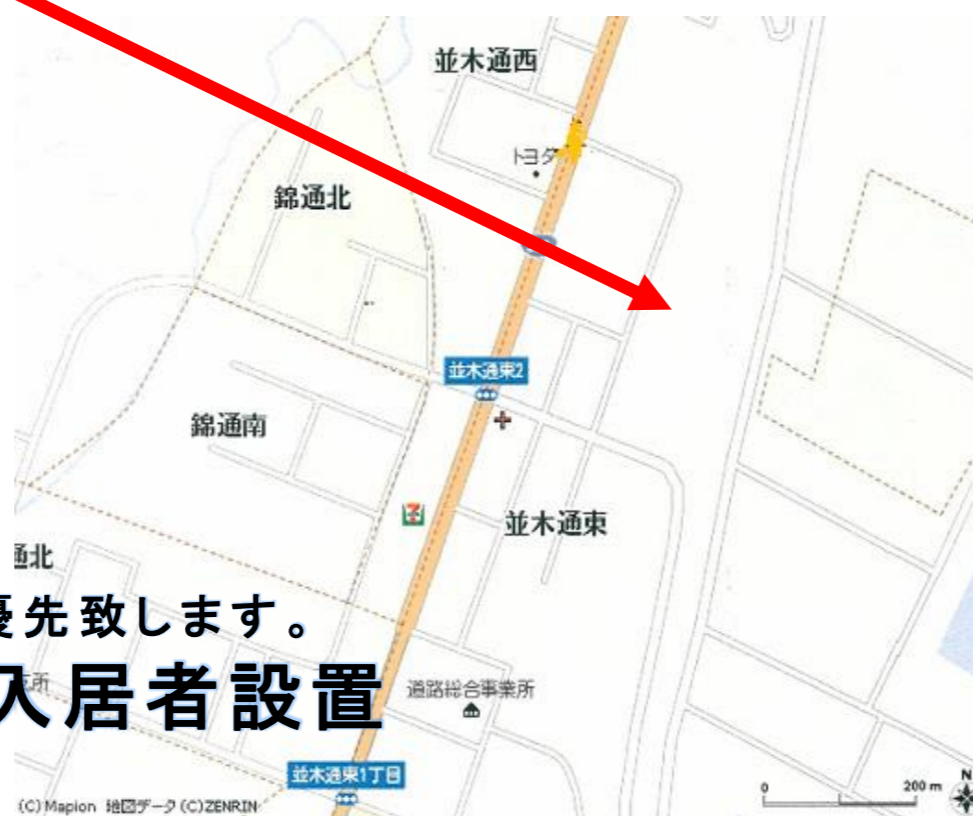 並木通西
トヨタ
錦通北
並木通東2
錦通南
並木通東
通北
優先致します。
入居者設置
所
道路総合事業所
並木通東1丁目
0
200 m
N
(C)Mapion 地図データ(C)ZENRIN